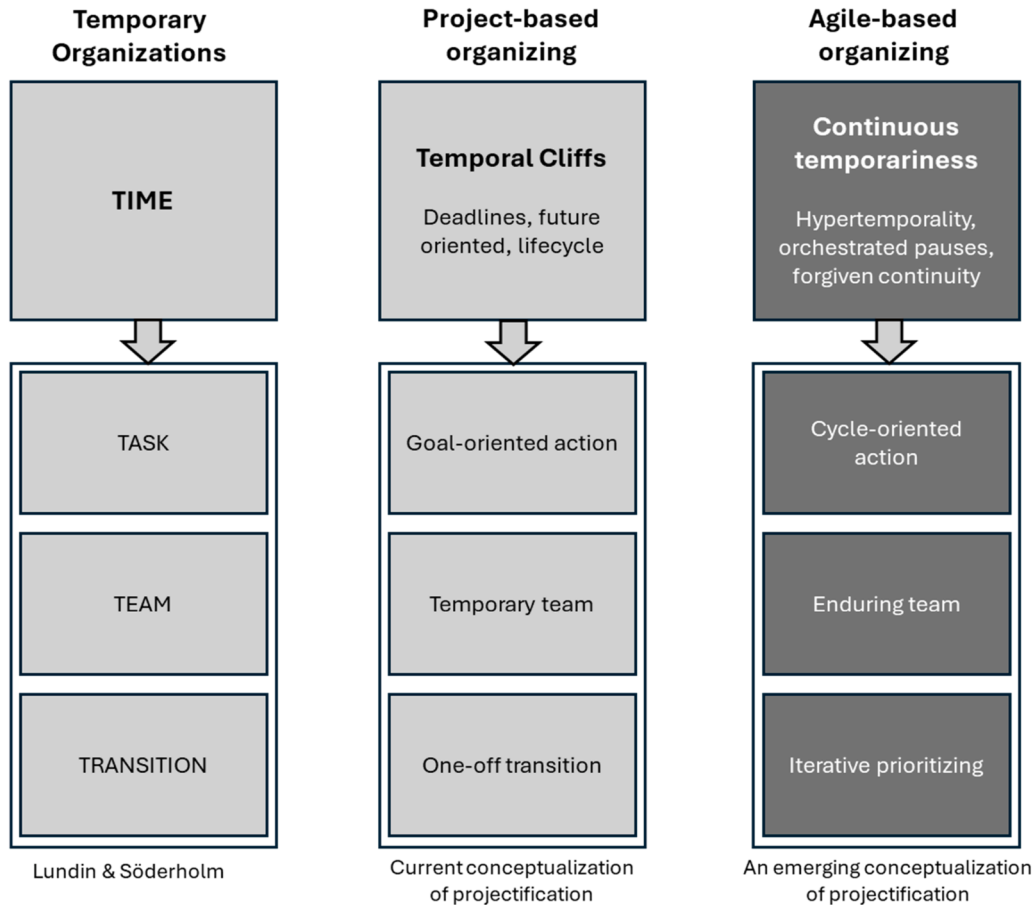 Temporary
Organizations
TIME
TASK
TEAM
TRANSITION
Lundin & Söderholm
Project-based
organizing
Temporal Cliffs
Deadlines, future
oriented, lifecycle
Goal-oriented action
Temporary team
One-off transition
Current conceptualization
of projectification
Agile-based
organizing
Continuous
temporariness
Hypertemporality,
orchestrated pauses,
forgiven continuity
Cycle-oriented
action
Enduring team
Iterative prioritizing
An emerging conceptualization
of projectification